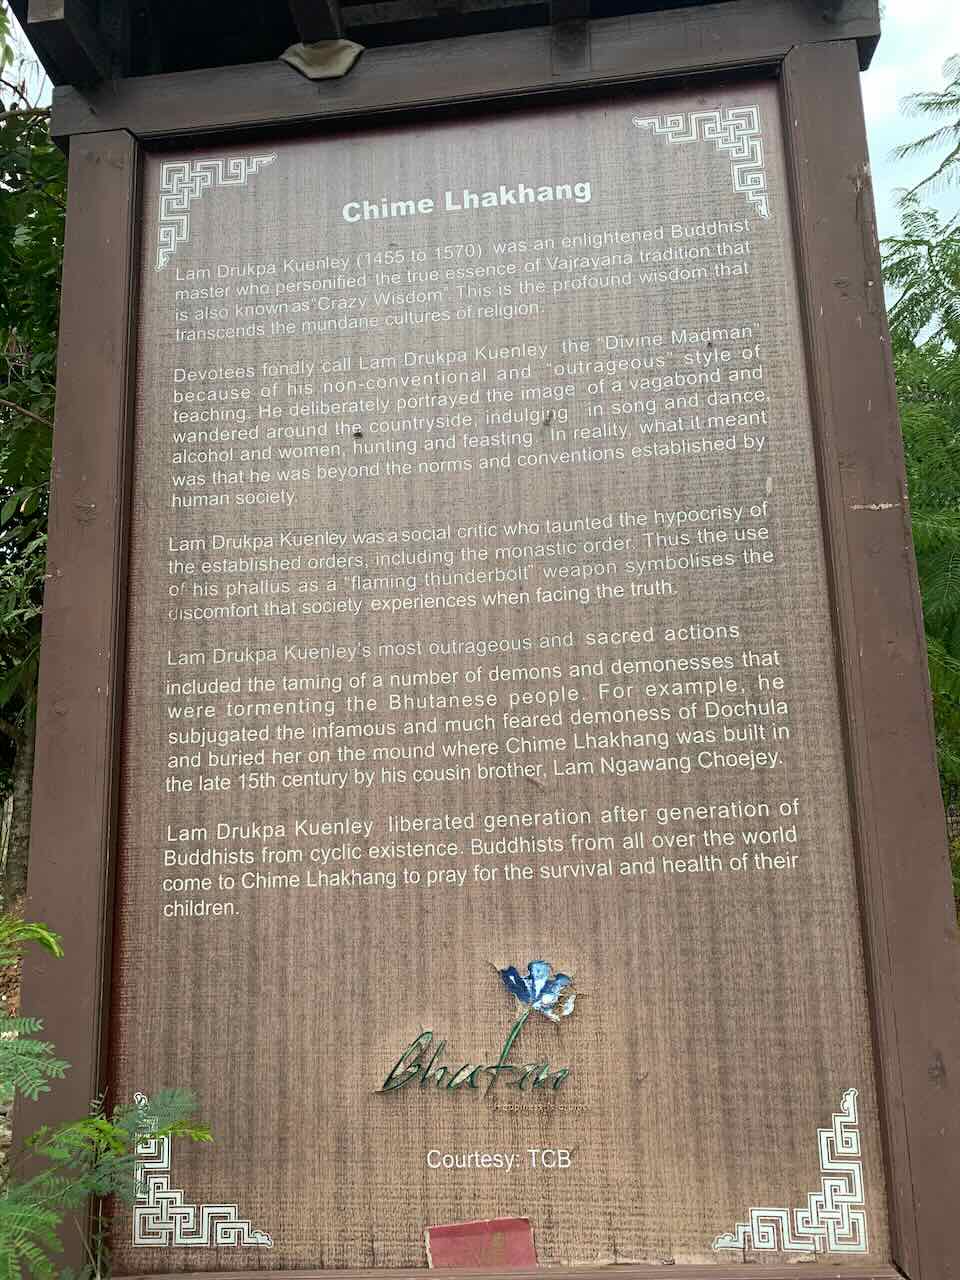 Chime Lhakhang
Lam Drukpa Kuenley (1455 to 1570) was an enlightened Buddhist
master who personified the true essence of Vajrayana tradition that
is also known as "Crazy Wisdom". This is the profound wisdom that
transcends the mundane cultures of religion.
Devotees fondly call Lam Drukpa Kuenley the "Divine Madman"
because of his non-conventional and "outrageous" style of
teaching. He deliberately portrayed the image of a vagabond and
wandered around the countryside, indulging in song and dance,
alcohol and women, hunting and feasting. In reality, what it meant
was that he was beyond the norms and conventions established by
human society.
Lam Drukpa Kuenley was a social critic who taunted the hypocrisy of
the established orders, including the monastic order. Thus the use
of his phallus as a "flaming thunderbolt" weapon symbolises the
discomfort that society experiences when facing the truth.
Lam Drukpa Kuenley's most outrageous and sacred actions
included the taming of a number of demons and demonesses that
were tormenting the Bhutanese people. For example, he
subjugated the infamous and much feared demoness of Dochula
and buried her on the mound where Chime Lhakhang was built in
the late 15th century by his cousin brother, Lam Ngawang Choejey.
Lam Drukpa Kuenley liberated generation after generation of
Buddhists from cyclic existence. Buddhists from all over the world
come to Chime Lhakhang to pray for the survival and health of their
children.
Bhutan
Happiness is a place
Courtesy: TCB